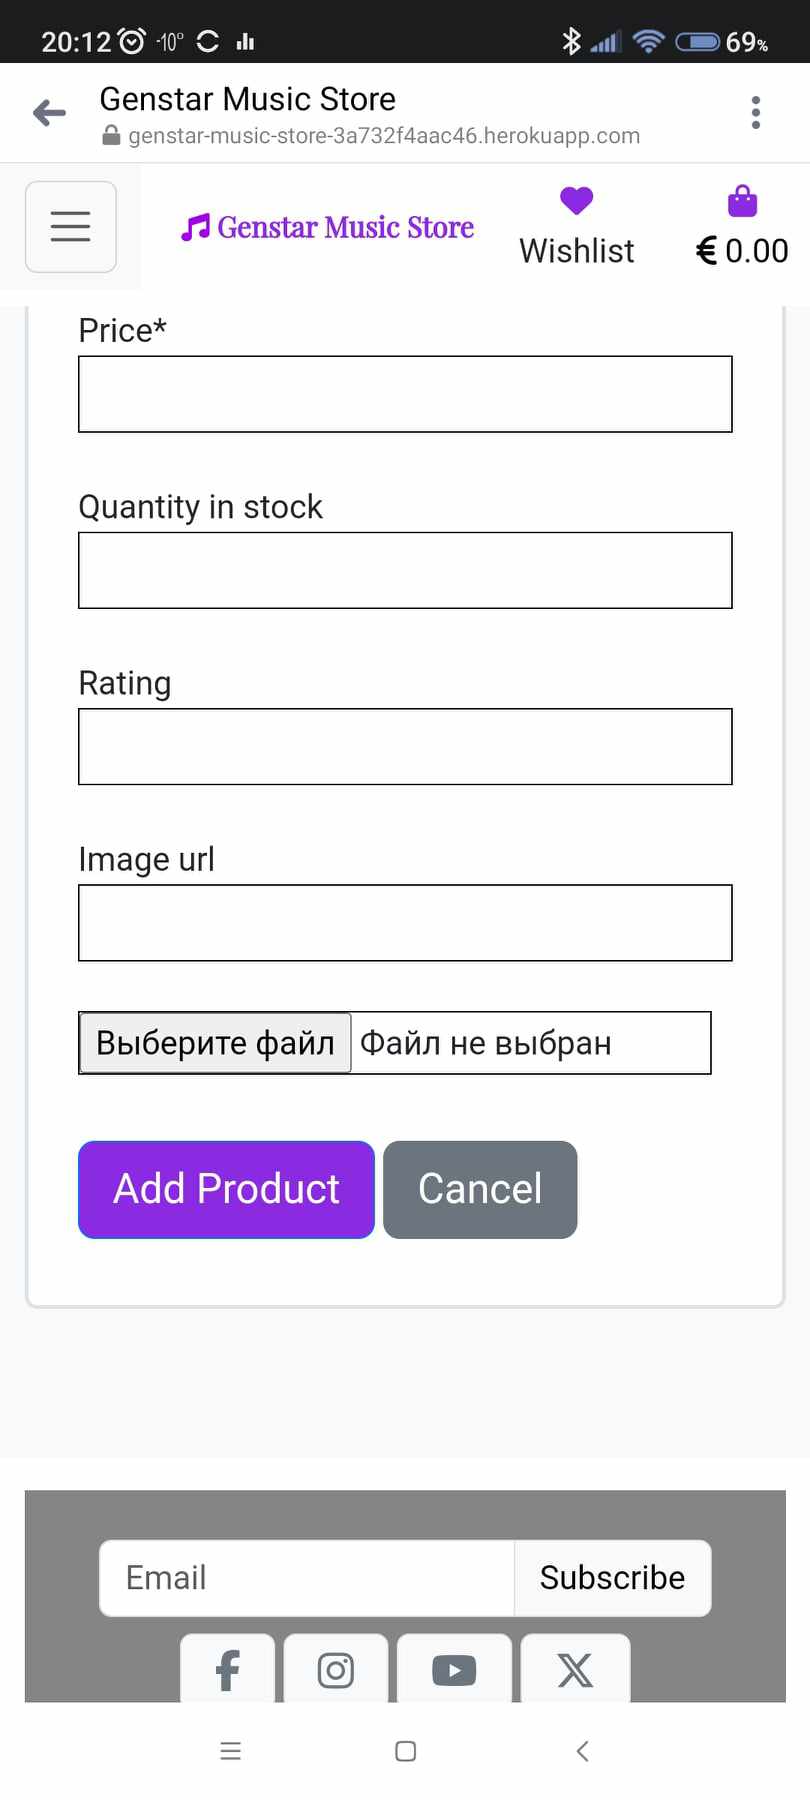 20:12 -10° 69%
Genstar Music Store
genstar-music-store-3a732f4aac46.herokuapp.com
Genstar Music Store
Wishlist
€ 0.00
Price*
Quantity in stock
Rating
Image url
Выберите файл Файл не выбран
Add Product Cancel
Email Subscribe